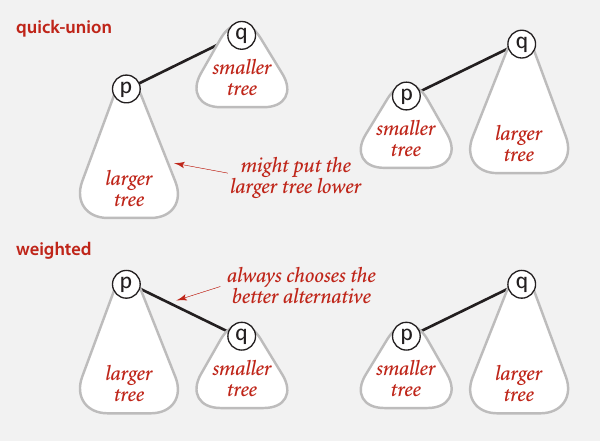 quick-union
q
smaller
tree
p
larger
tree
might put the
larger tree lower
q
p
smaller
tree
larger
tree
weighted
p
always chooses the
better alternative
q
larger
tree
smaller
tree
q
p
smaller
tree
larger
tree